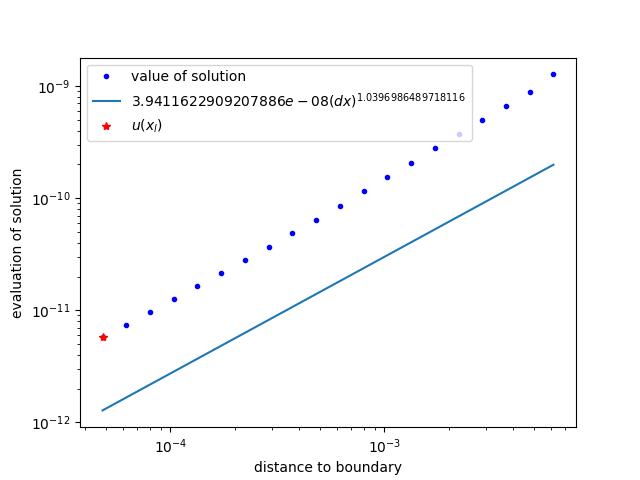 value of solution
3.9411622909207886e − 08(dx)^1.0396986489718116
u(x_l)
10^−9
10^−10
10^−11
10^−12
evaluation of solution
10^−4
10^−3
distance to boundary